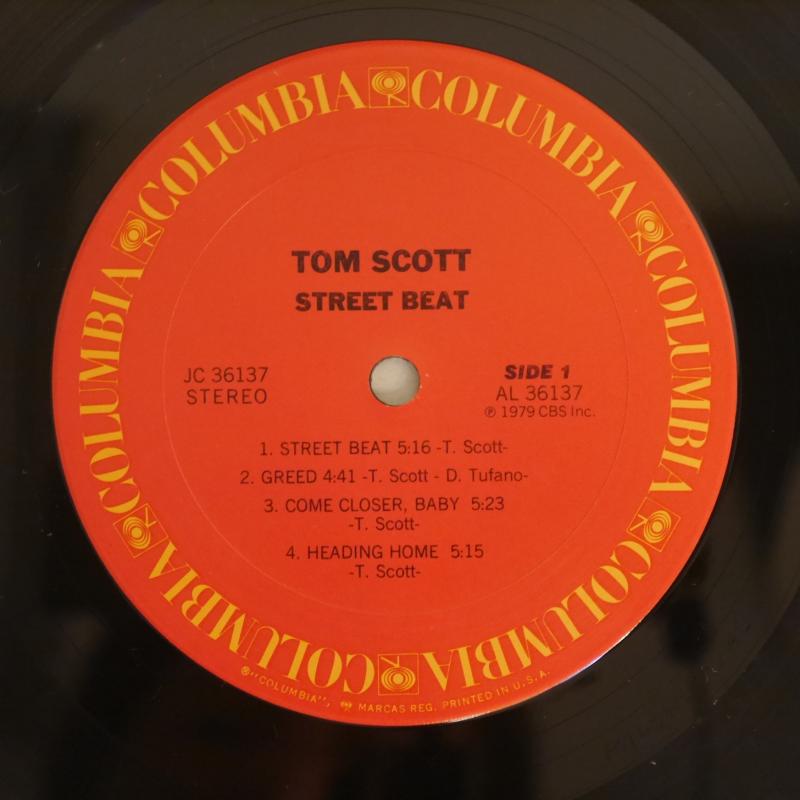 COLUMBIA COLUMBIA COLUMBIA COLUMBIA COLUMBIA COLUMBIA COLUMBIA COLUMBIA
TOM SCOTT
STREET BEAT
JC 36137
STEREO
SIDE 1
AL 36137
℗ 1979 CBS Inc.
1. STREET BEAT 5:16 -T. Scott-
2. GREED 4:41 -T. Scott - D. Tufano-
3. COME CLOSER, BABY 5:23
-T. Scott-
4. HEADING HOME 5:15
-T. Scott-
®"COLUMBIA", MARCAS REG. PRINTED IN U.S.A.